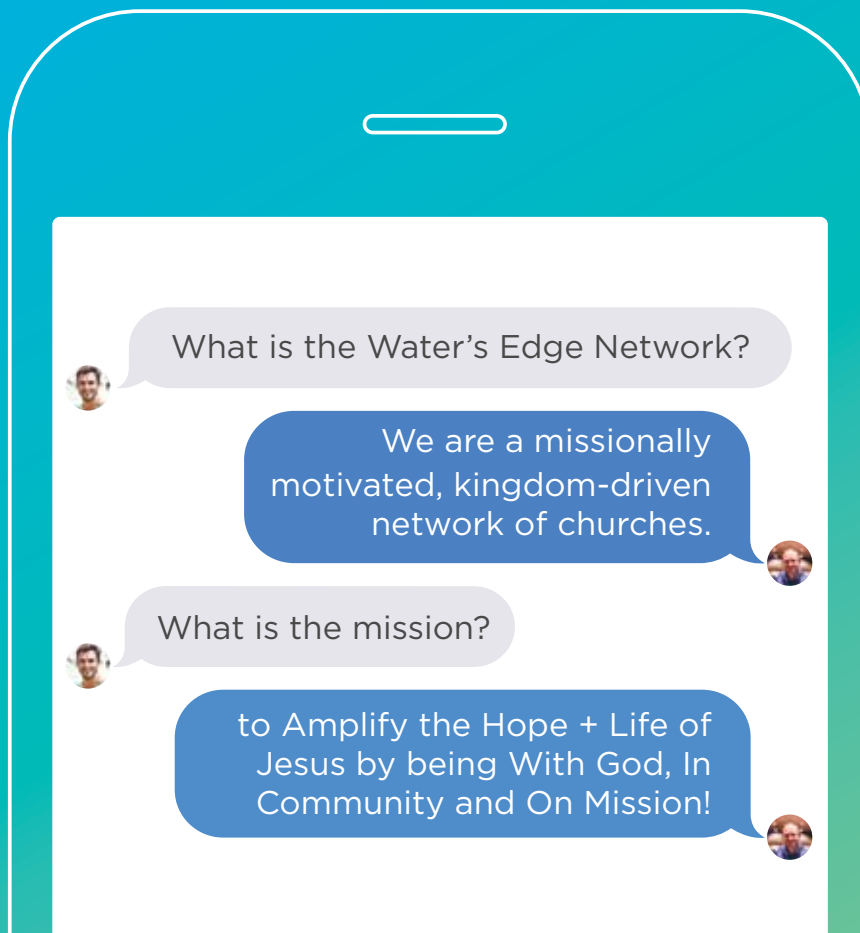 What is the Water’s Edge Network?
We are a missionally
motivated, kingdom-driven
network of churches.
What is the mission?
to Amplify the Hope + Life of
Jesus by being With God, In
Community and On Mission!